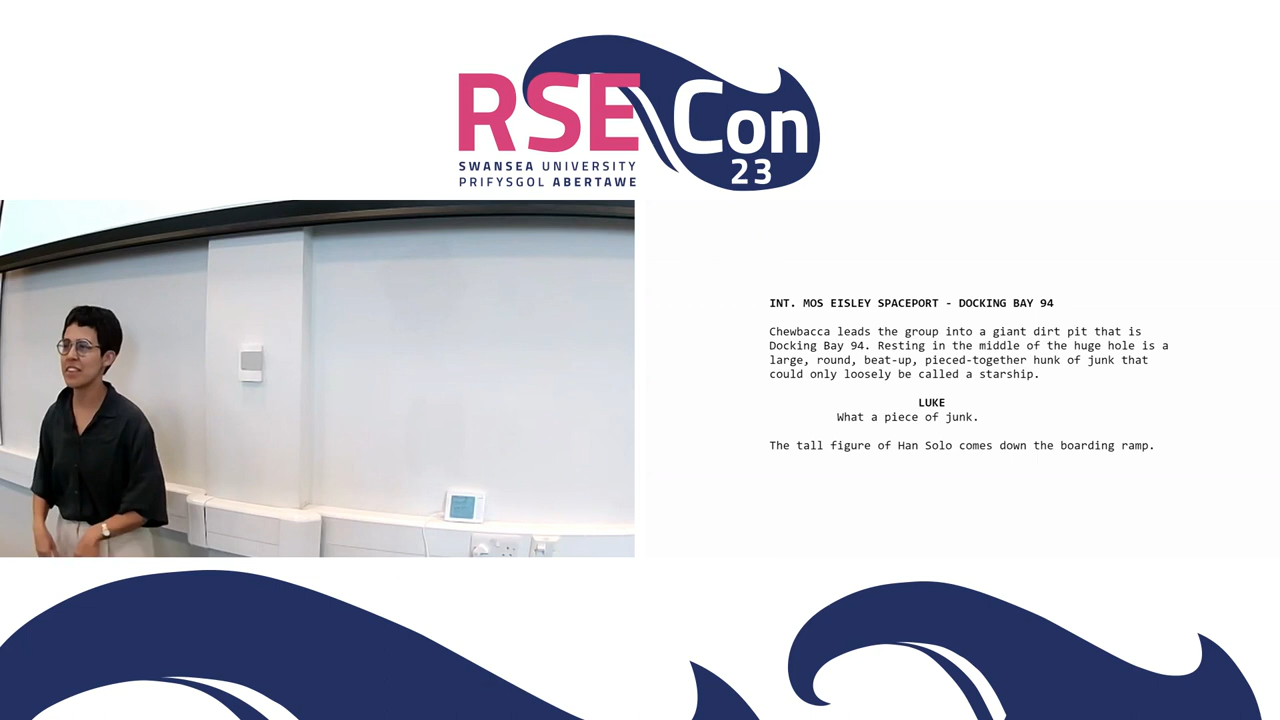 RSE Con
23
SWANSEA UNIVERSITY
PRIFYSGOL ABERTAWE
INT. MOS EISLEY SPACEPORT - DOCKING BAY 94
Chewbacca leads the group into a giant dirt pit that is
Docking Bay 94. Resting in the middle of the huge hole is a
large, round, beat-up, pieced-together hunk of junk that
could only loosely be called a starship.
LUKE
What a piece of junk.
The tall figure of Han Solo comes down the boarding ramp.